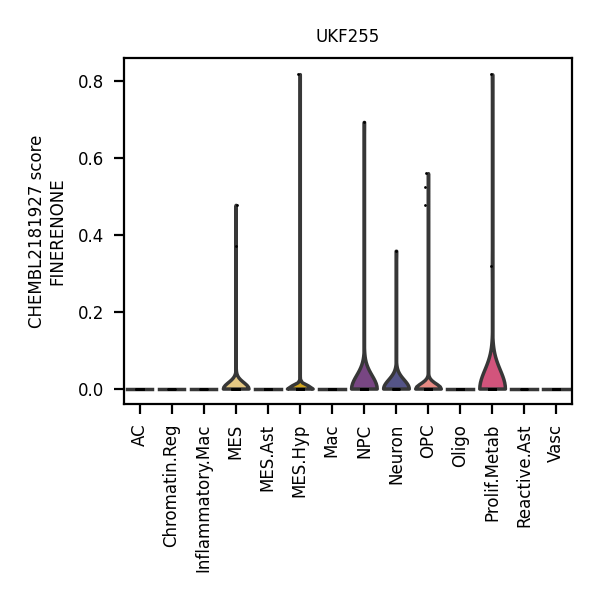 UKF255
CHEMBL2181927 score
FINERENONE
0.8
0.6
0.4
0.2
0.0
AC
Chromatin.Reg
Inflammatory.Mac
MES
MES.Ast
MES.Hyp
Mac
NPC
Neuron
OPC
Oligo
Prolif.Metab
Reactive.Ast
Vasc